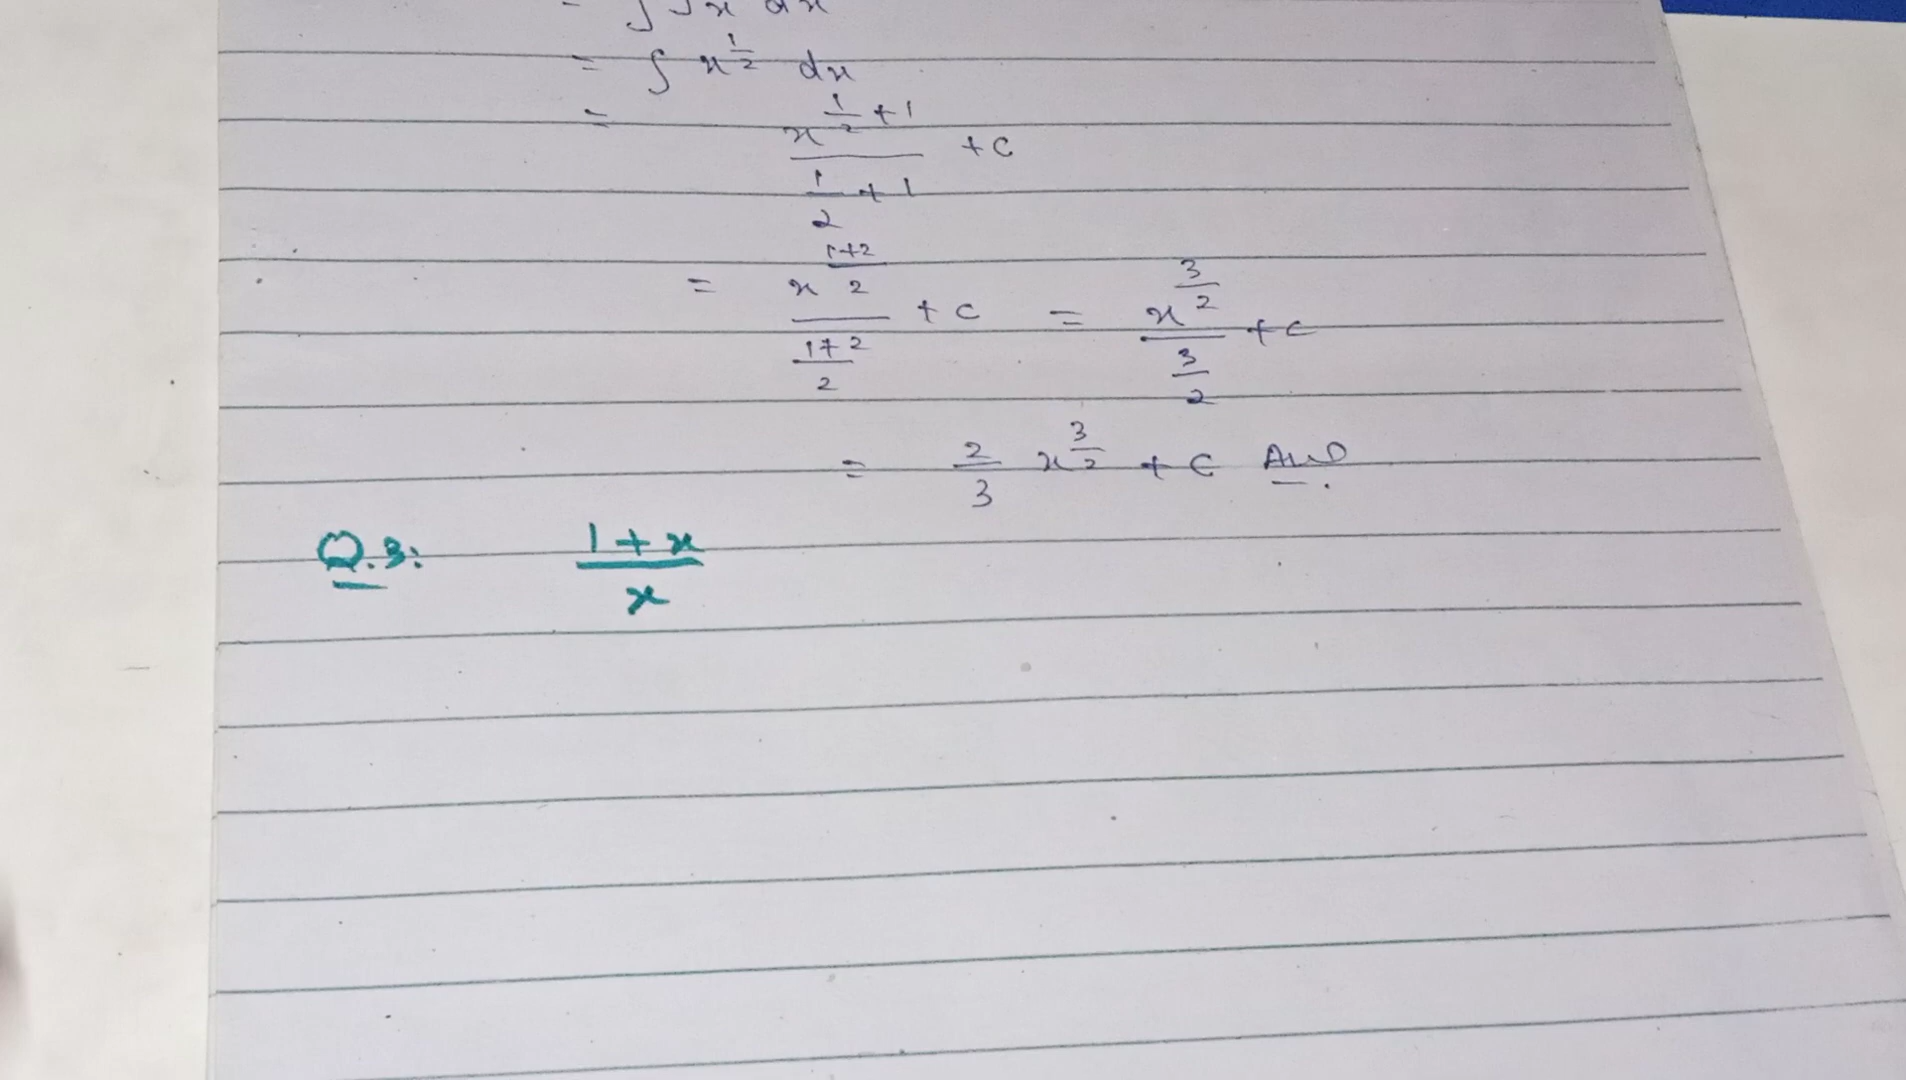 = ∫ √x dx
= ∫ x^(1/2) dx
= x^(1/2 + 1) / (1/2 + 1) + c
= x^((1+2)/2) / ((1+2)/2) + c = x^(3/2) / (3/2) + c
= 2/3 x^(3/2) + c Ans.
Q.3: (1+x)/x